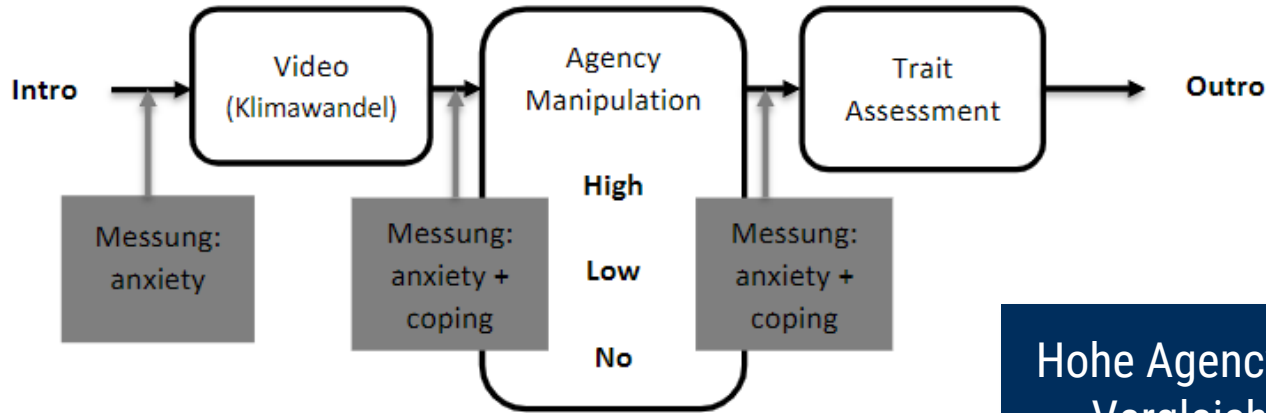 Intro
Video
(Klimawandel)
Agency
Manipulation
High
Low
No
Trait
Assessment
Outro
Messung:
anxiety
Messung:
anxiety +
coping
Messung:
anxiety +
coping
Hohe Agenc
Vergleich